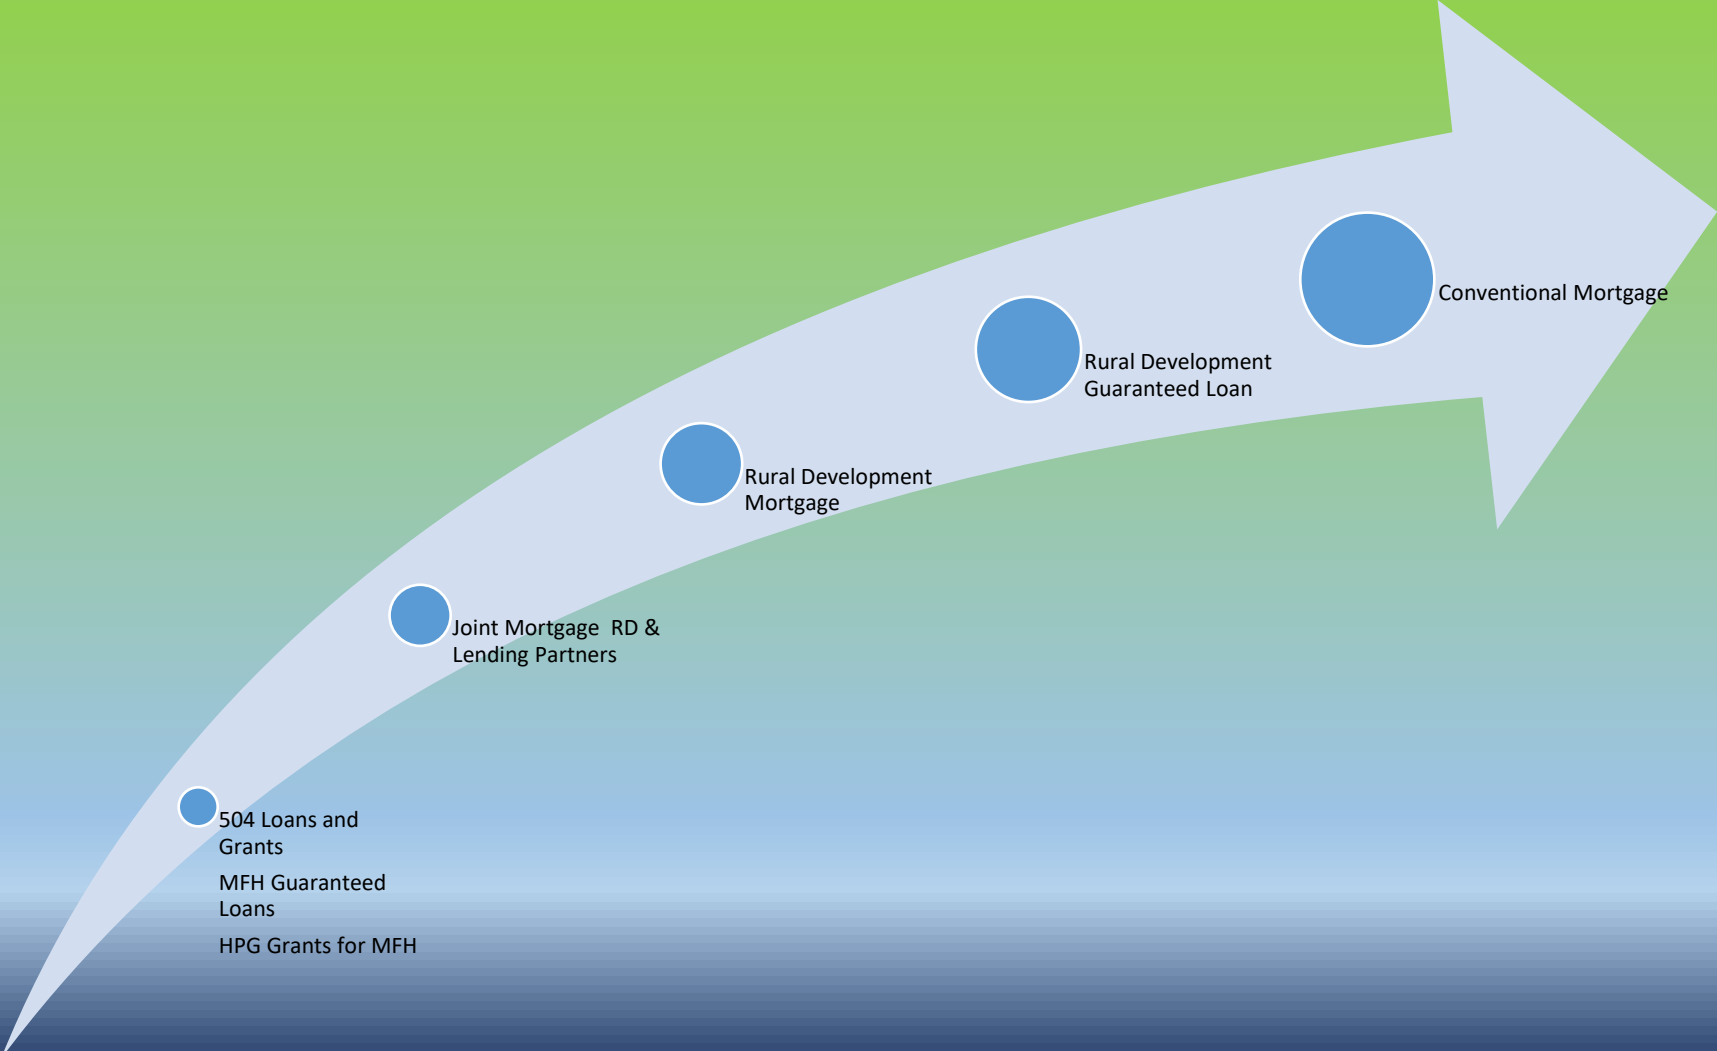 504 Loans and
Grants
MFH Guaranteed
Loans
HPG Grants for MFH
Joint Mortgage  RD &
Lending Partners
Rural Development
Mortgage
Rural Development
Guaranteed Loan
Conventional Mortgage